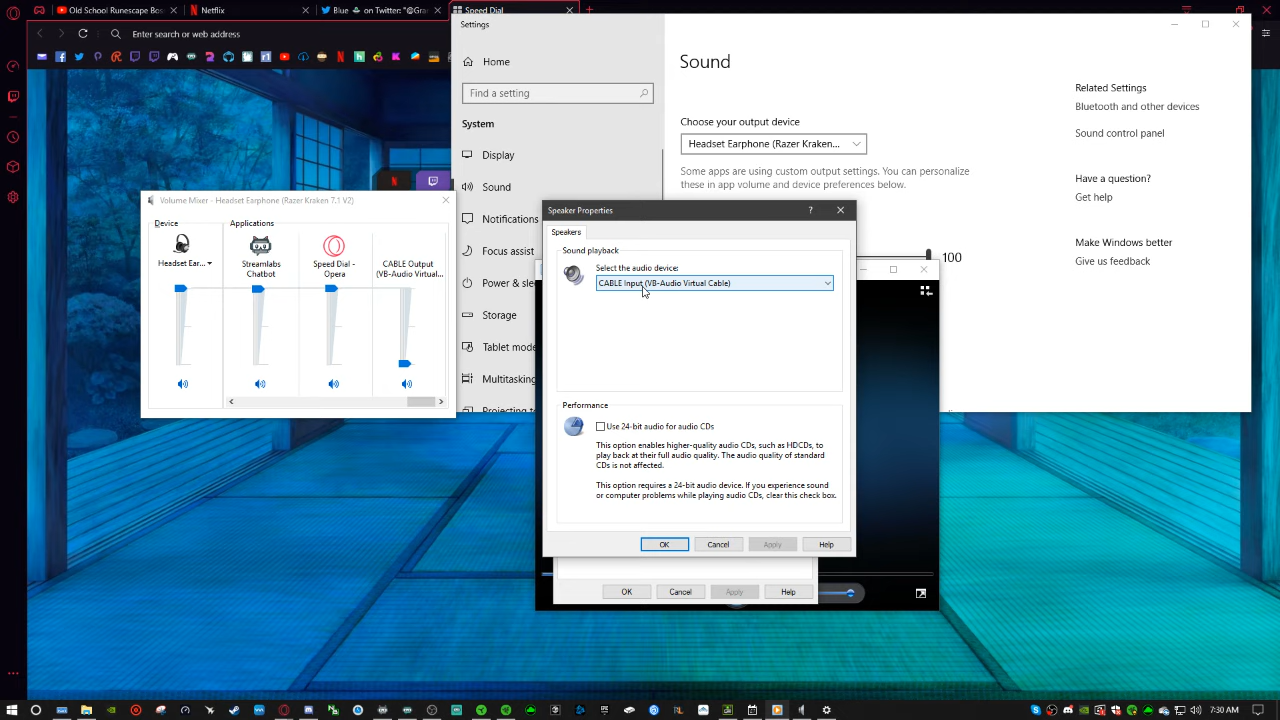 Old School Runescape Bos
Netflix
Blue on Twitter: "@Gra
Speed Dial
Enter search or web address
Settings
Home
Find a setting
System
Display
Sound
Notifications
Focus assist
Power & sle
Storage
Tablet mode
Multitasking
Projecting to
Sound
Choose your output device
Headset Earphone (Razer Kraken...
Some apps are using custom output settings. You can personalize
these in app volume and device preferences below.
100
Related Settings
Bluetooth and other devices
Sound control panel
Have a question?
Get help
Make Windows better
Give us feedback
Volume Mixer - Headset Earphone (Razer Kraken 7.1 V2)
Device
Applications
Headset Ear...
Streamlabs
Chatbot
Speed Dial -
Opera
CABLE Output
(VB-Audio Virtual...
Speaker Properties
Speakers
Sound playback
Select the audio device:
CABLE Input (VB-Audio Virtual Cable)
Performance
Use 24-bit audio for audio CDs
This option enables higher-quality audio CDs, such as HDCDs, to
play back at their full audio quality. The audio quality of standard
CDs is not affected.
This option requires a 24-bit audio device. If you experience sound
or computer problems while playing audio CDs, clear this check box.
OK
Cancel
Apply
Help
OK
Cancel
Apply
Help
7:30 AM